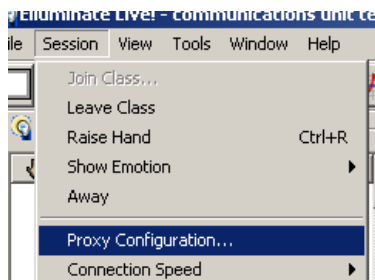 Elluminate Live! - communications unit te
ile Session View Tools Window Help
Join Class...
Leave Class
Raise Hand Ctrl+R
Show Emotion
Away
Proxy Configuration...
Connection Speed